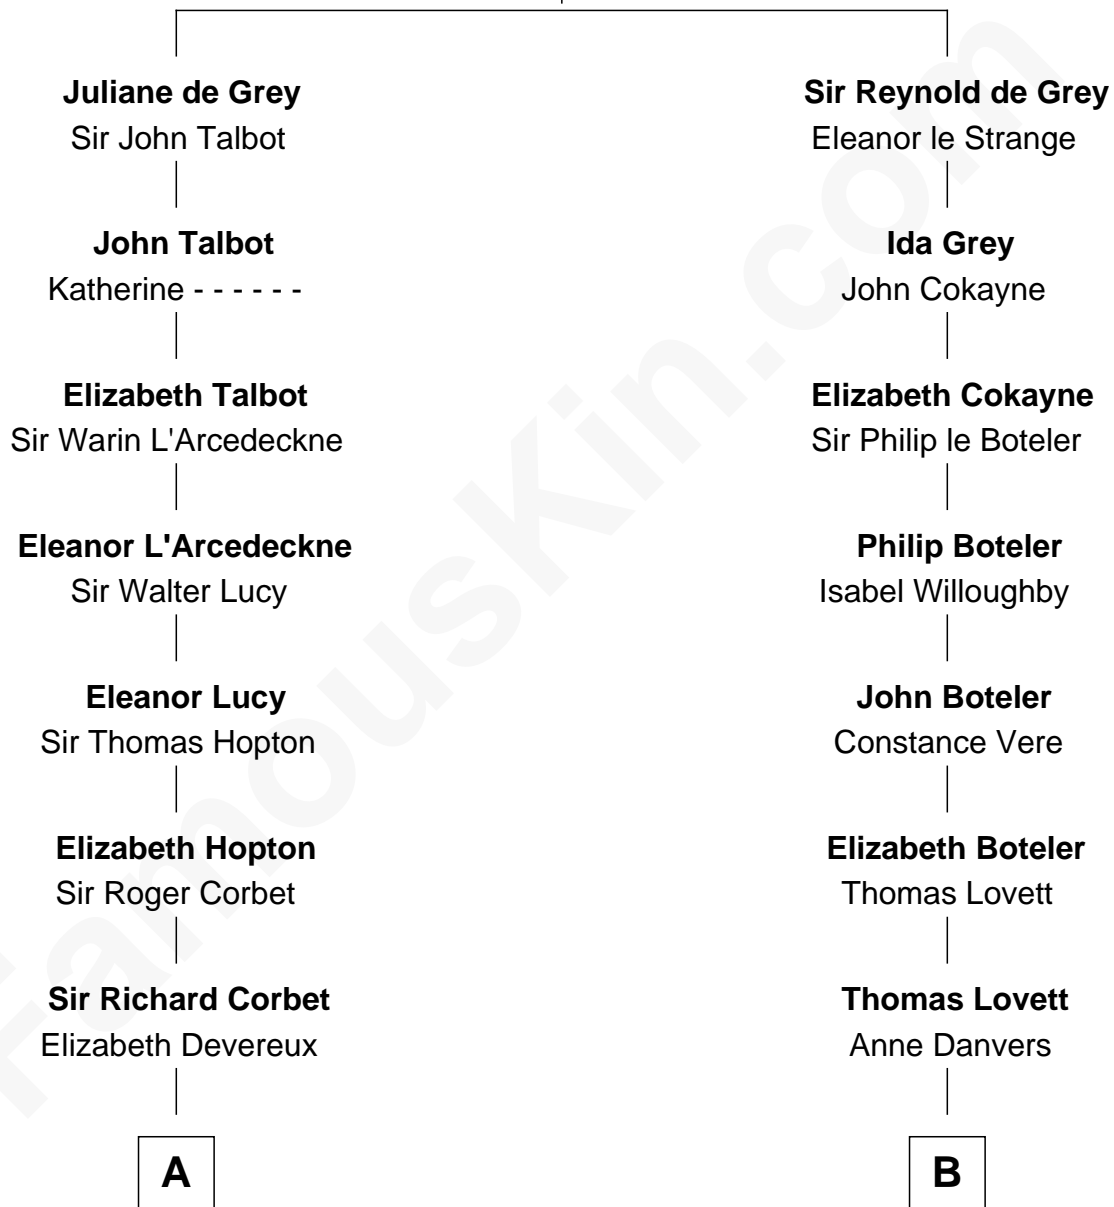 Juliane de Grey
Sir John Talbot
John Talbot
Katherine - - - - - -
Elizabeth Talbot
Sir Warin L'Arcedeckne
Eleanor L'Arcedeckne
Sir Walter Lucy
Eleanor Lucy
Sir Thomas Hopton
Elizabeth Hopton
Sir Roger Corbet
Sir Richard Corbet
Elizabeth Devereux
A
Sir Reynold de Grey
Eleanor le Strange
Ida Grey
John Cokayne
Elizabeth Cokayne
Sir Philip le Boteler
Philip Boteler
Isabel Willoughby
John Boteler
Constance Vere
Elizabeth Boteler
Thomas Lovett
Thomas Lovett
Anne Danvers
B
FamousKin.com